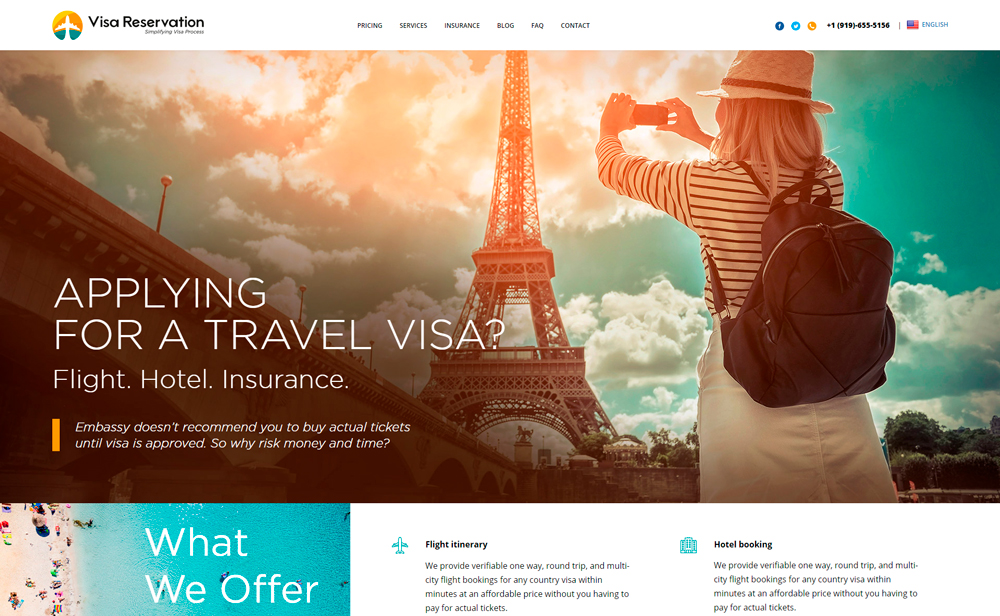 Visa Reservation
Simplifying Visa Process
PRICING SERVICES INSURANCE BLOG FAQ CONTACT
+1 (919)-655-5156 | ENGLISH
APPLYING
FOR A TRAVEL VISA?
Flight. Hotel. Insurance.
Embassy doesn't recommend you to buy actual tickets
until visa is approved. So why risk money and time?
What
We Offer
Flight itinerary
We provide verifiable one way, round trip, and multi-
city flight bookings for any country visa within
minutes at an affordable price without you having to
pay for actual tickets.
Hotel booking
We provide verifiable one way, round trip, and multi-
city flight bookings for any country visa within
minutes at an affordable price without you having to
pay for actual tickets.